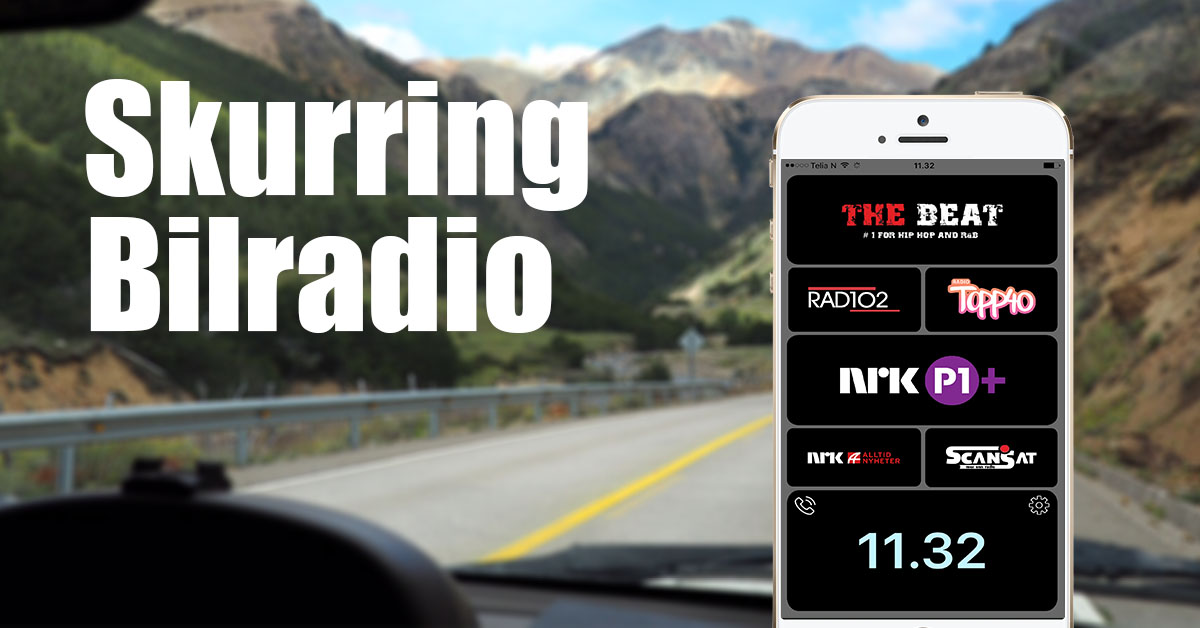 Skurring
Bilradio
Telia N
11.32
THE BEAT
# 1 FOR HIP HOP AND R&B
RADIO2
RADIO
TOPP40
nrk P1+
nrk ALLTID
NYHETER
SCANSAT
11.32